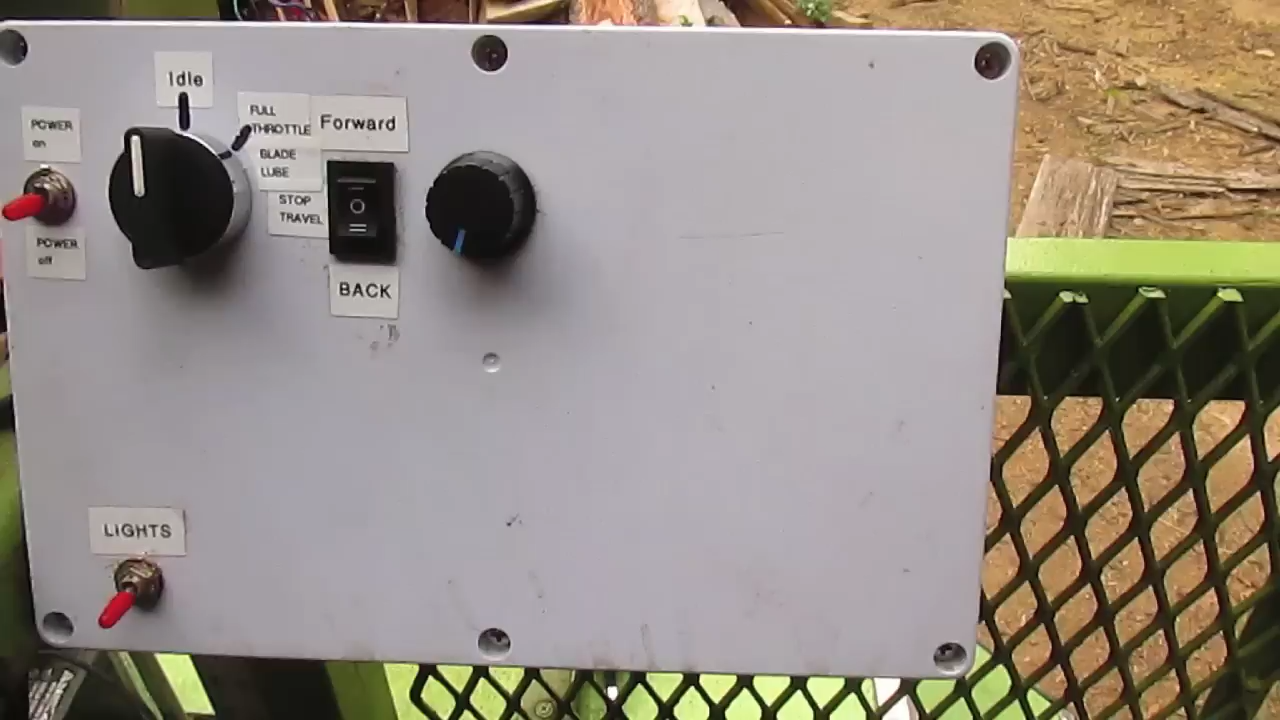 Idle
POWER
on
FULL
THROTTLE
Forward
BLADE
LUBE
STOP
TRAVEL
POWER
off
BACK
LIGHTS